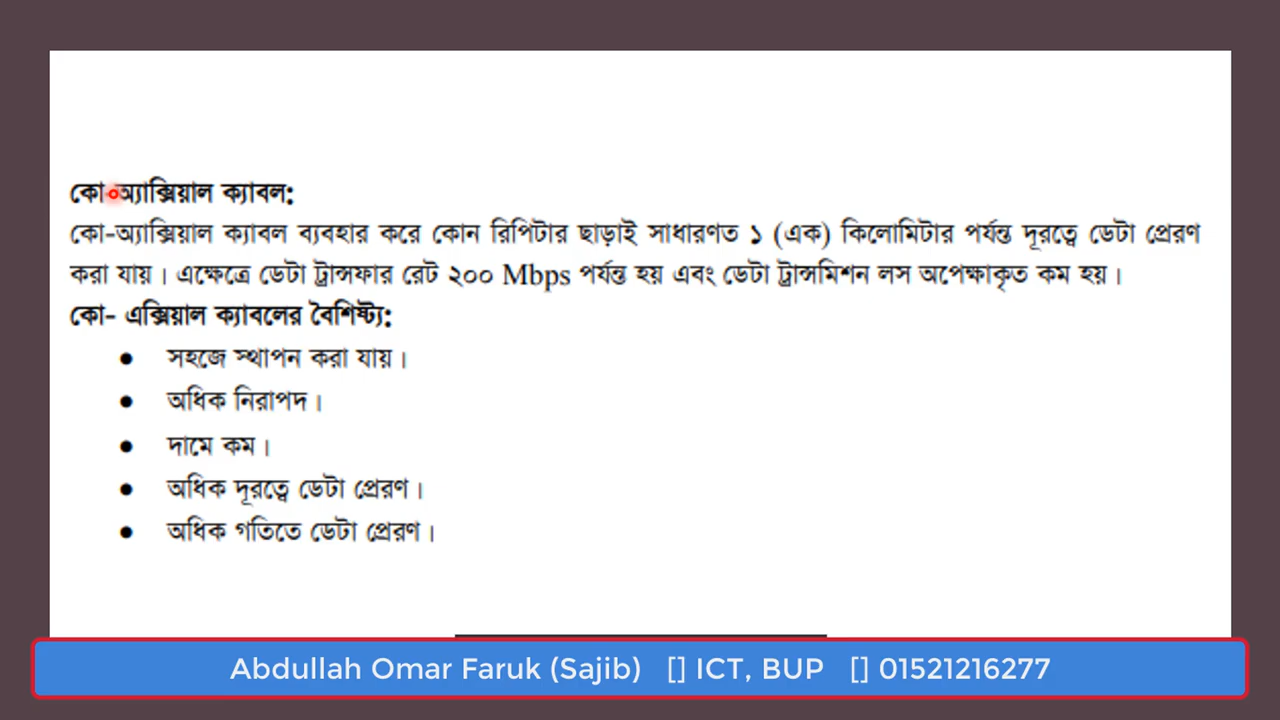 কো-অ্যাক্সিয়াল ক্যাবল:
কো-অ্যাক্সিয়াল ক্যাবল ব্যবহার করে কোন রিপিটার ছাড়াই সাধারণত ১ (এক) কিলোমিটার পর্যন্ত দূরত্বে ডেটা প্রেরণ
করা যায়। এক্ষেত্রে ডেটা ট্রান্সফার রেট ২০০ Mbps পর্যন্ত হয় এবং ডেটা ট্রান্সমিশন লস অপেক্ষাকৃত কম হয়।
কো- এক্সিয়াল ক্যাবলের বৈশিষ্ট্য:
● সহজে স্থাপন করা যায়।
● অধিক নিরাপদ।
● দামে কম।
● অধিক দূরত্বে ডেটা প্রেরণ।
● অধিক গতিতে ডেটা প্রেরণ।
Abdullah Omar Faruk (Sajib) [] ICT, BUP [] 01521216277